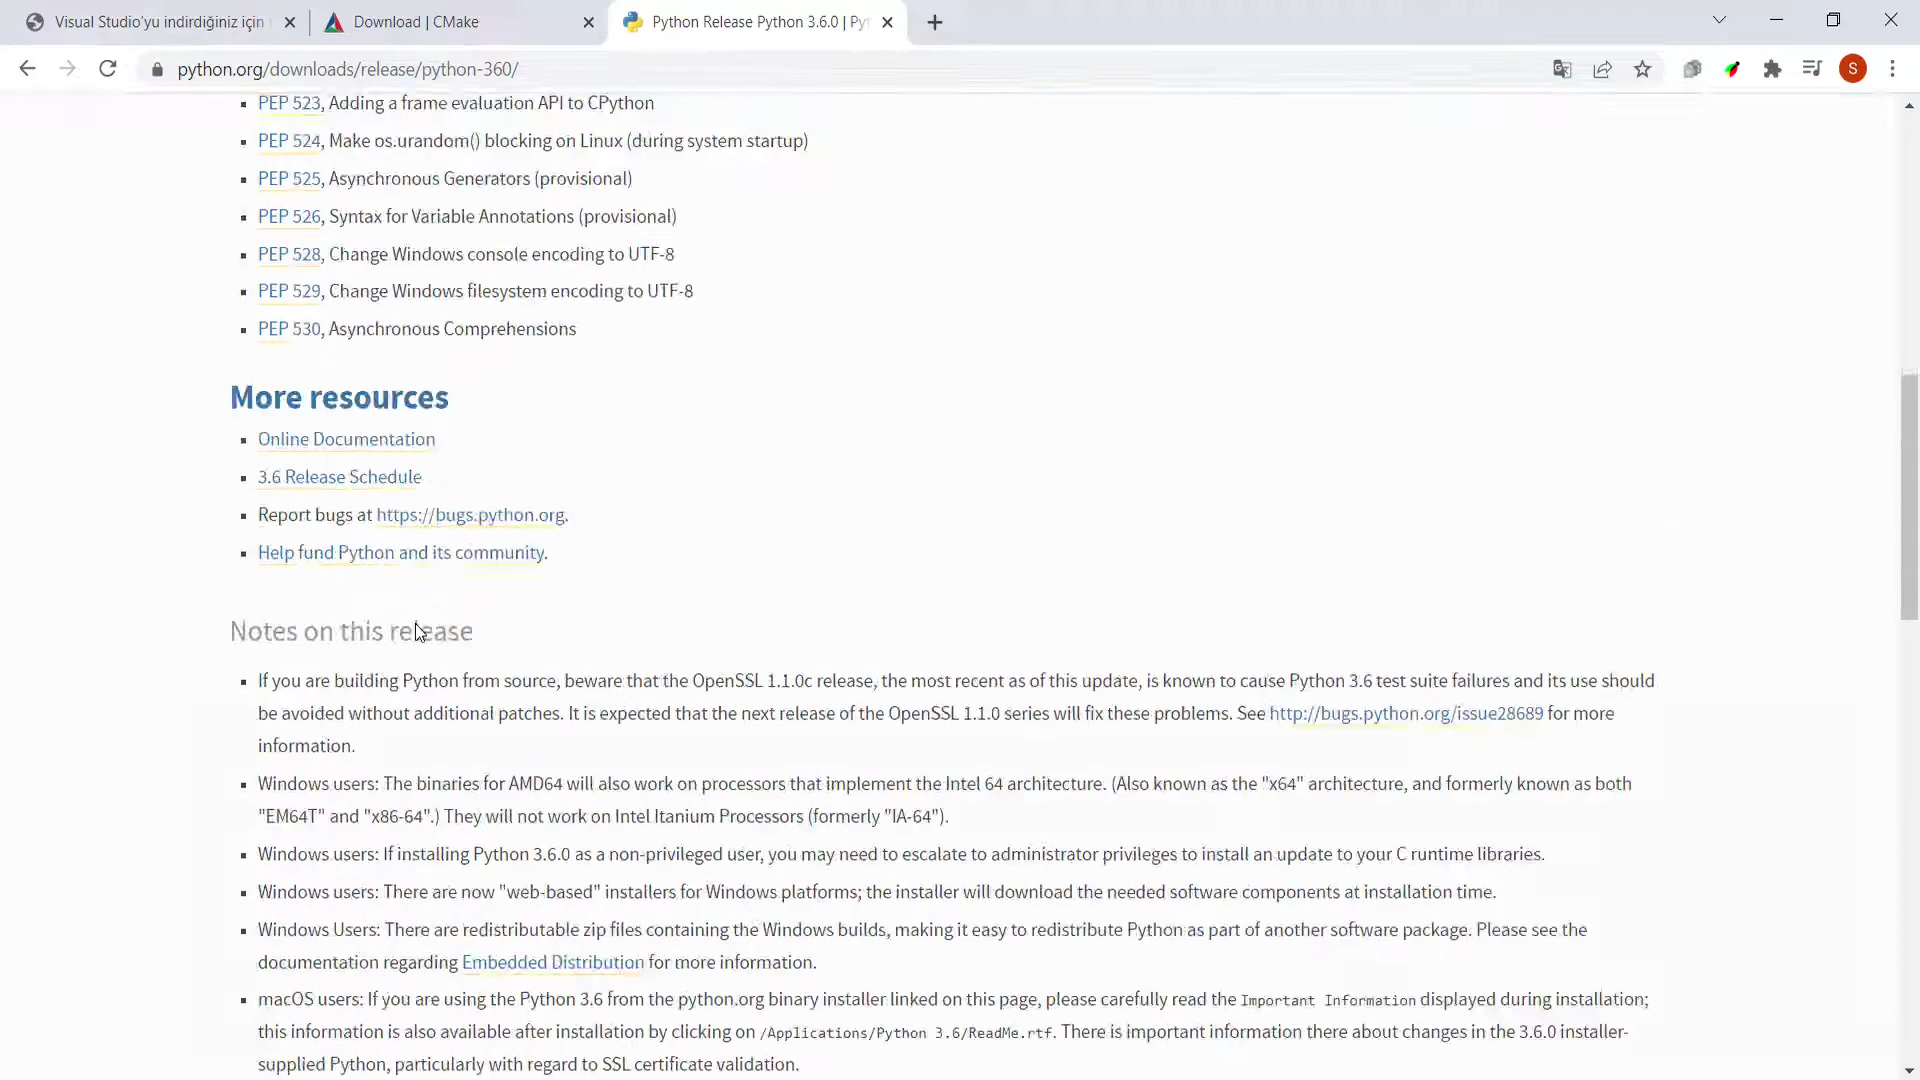 Visual Studio'yu indirdiğiniz için
Download | CMake
Python Release Python 3.6.0 | Py
python.org/downloads/release/python-360/
S
PEP 523, Adding a frame evaluation API to CPython
PEP 524, Make os.urandom() blocking on Linux (during system startup)
PEP 525, Asynchronous Generators (provisional)
PEP 526, Syntax for Variable Annotations (provisional)
PEP 528, Change Windows console encoding to UTF-8
PEP 529, Change Windows filesystem encoding to UTF-8
PEP 530, Asynchronous Comprehensions
More resources
Online Documentation
3.6 Release Schedule
Report bugs at https://bugs.python.org.
Help fund Python and its community.
Notes on this release
If you are building Python from source, beware that the OpenSSL 1.1.0c release, the most recent as of this update, is known to cause Python 3.6 test suite failures and its use should
be avoided without additional patches. It is expected that the next release of the OpenSSL 1.1.0 series will fix these problems. See http://bugs.python.org/issue28689 for more
information.
Windows users: The binaries for AMD64 will also work on processors that implement the Intel 64 architecture. (Also known as the "x64" architecture, and formerly known as both
"EM64T" and "x86-64".) They will not work on Intel Itanium Processors (formerly "IA-64").
Windows users: If installing Python 3.6.0 as a non-privileged user, you may need to escalate to administrator privileges to install an update to your C runtime libraries.
Windows users: There are now "web-based" installers for Windows platforms; the installer will download the needed software components at installation time.
Windows Users: There are redistributable zip files containing the Windows builds, making it easy to redistribute Python as part of another software package. Please see the
documentation regarding Embedded Distribution for more information.
macOS users: If you are using the Python 3.6 from the python.org binary installer linked on this page, please carefully read the Important Information displayed during installation;
this information is also available after installation by clicking on /Applications/Python 3.6/ReadMe.rtf. There is important information there about changes in the 3.6.0 installer-
supplied Python, particularly with regard to SSL certificate validation.